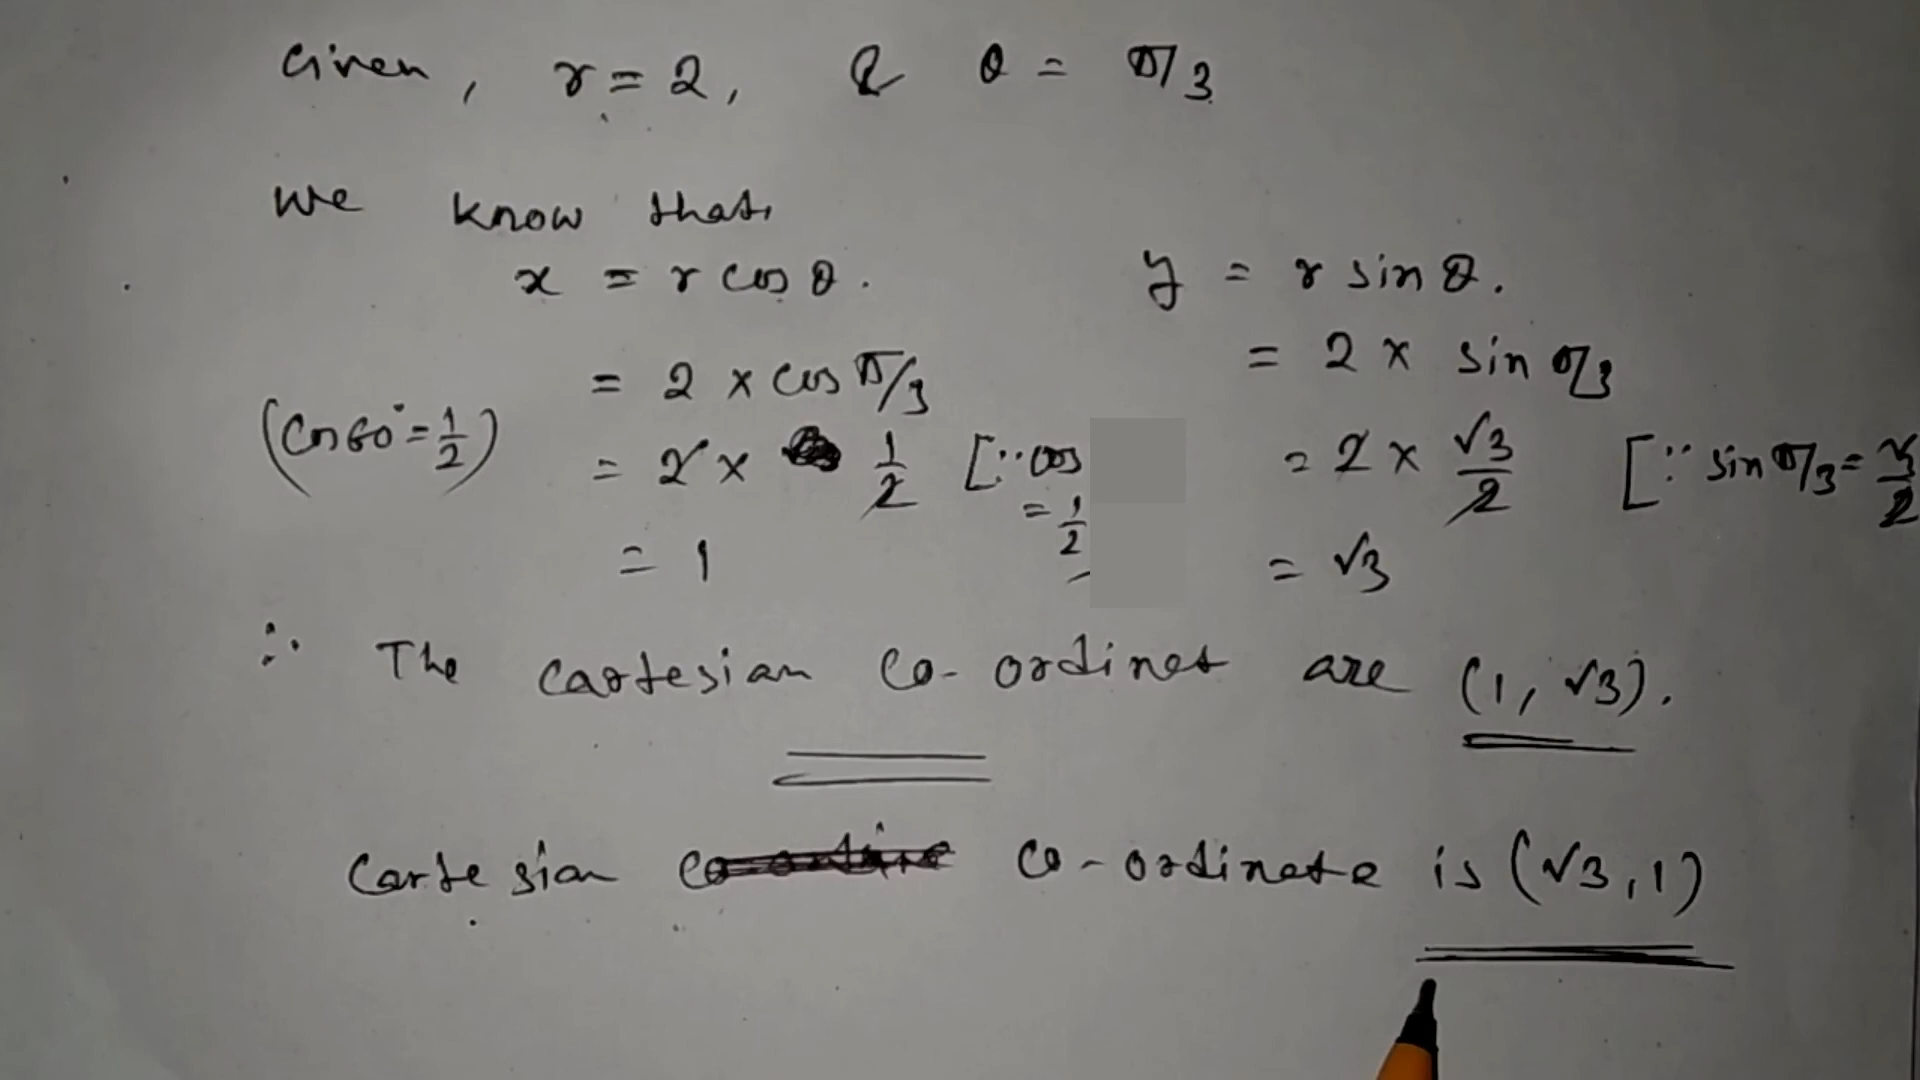 Given, r = 2, & θ = π/3
We know that,
x = r cos θ.
= 2 × cos π/3
(cos 60° = 1/2)
= 2 × 1/2 [∵ cos
= 1/2
= 1
y = r sin θ.
= 2 × sin π/3
= 2 × √3/2 [∵ sin π/3 = √3/2
= √3
∴ The cartesian co-ordinet are (1, √3).
Cartesian co-ordinate is (√3, 1)